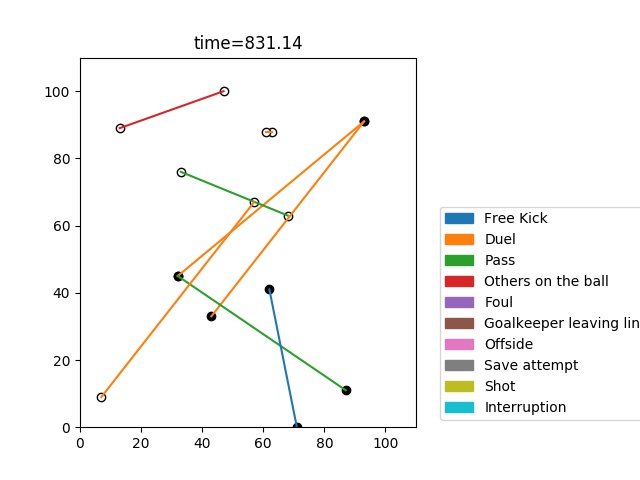 time=831.14
100
80
60
40
20
0
0 20 40 60 80 100
Free Kick
Duel
Pass
Others on the ball
Foul
Goalkeeper leaving lin
Offside
Save attempt
Shot
Interruption